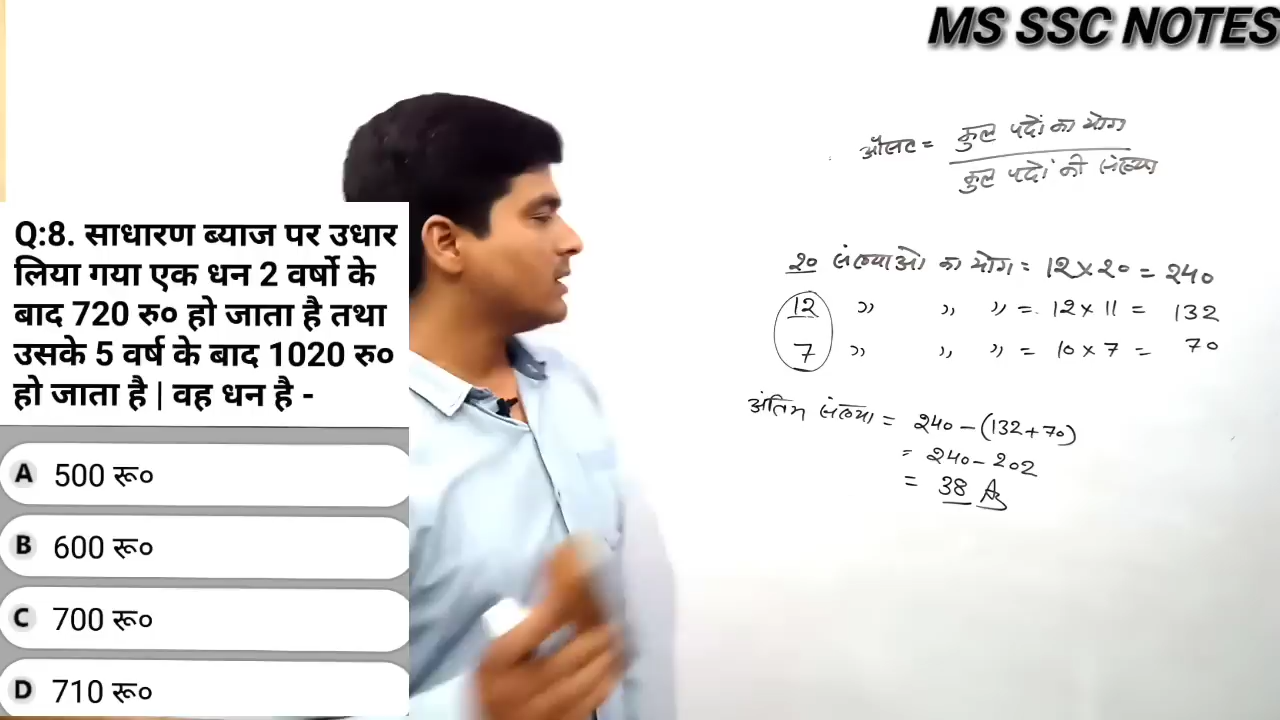 MS SSC NOTES
Q:8. साधारण ब्याज पर उधार
लिया गया एक धन 2 वर्षो के
बाद 720 रु० हो जाता है तथा
उसके 5 वर्ष के बाद 1020 रु०
हो जाता है | वह धन है -
A 500 रू०
B 600 रू०
C 700 रू०
D 710 रू०
औसत = कुल पदों का योग
कुल पदों की संख्या
20 संख्याओ का योग = 12×20 = 240
12 ,, ,, ,, = 12×11 = 132
7 ,, ,, ,, = 10×7 = 70
अंतिम संख्या = 240-(132+70)
= 240-202
= 38 Ans